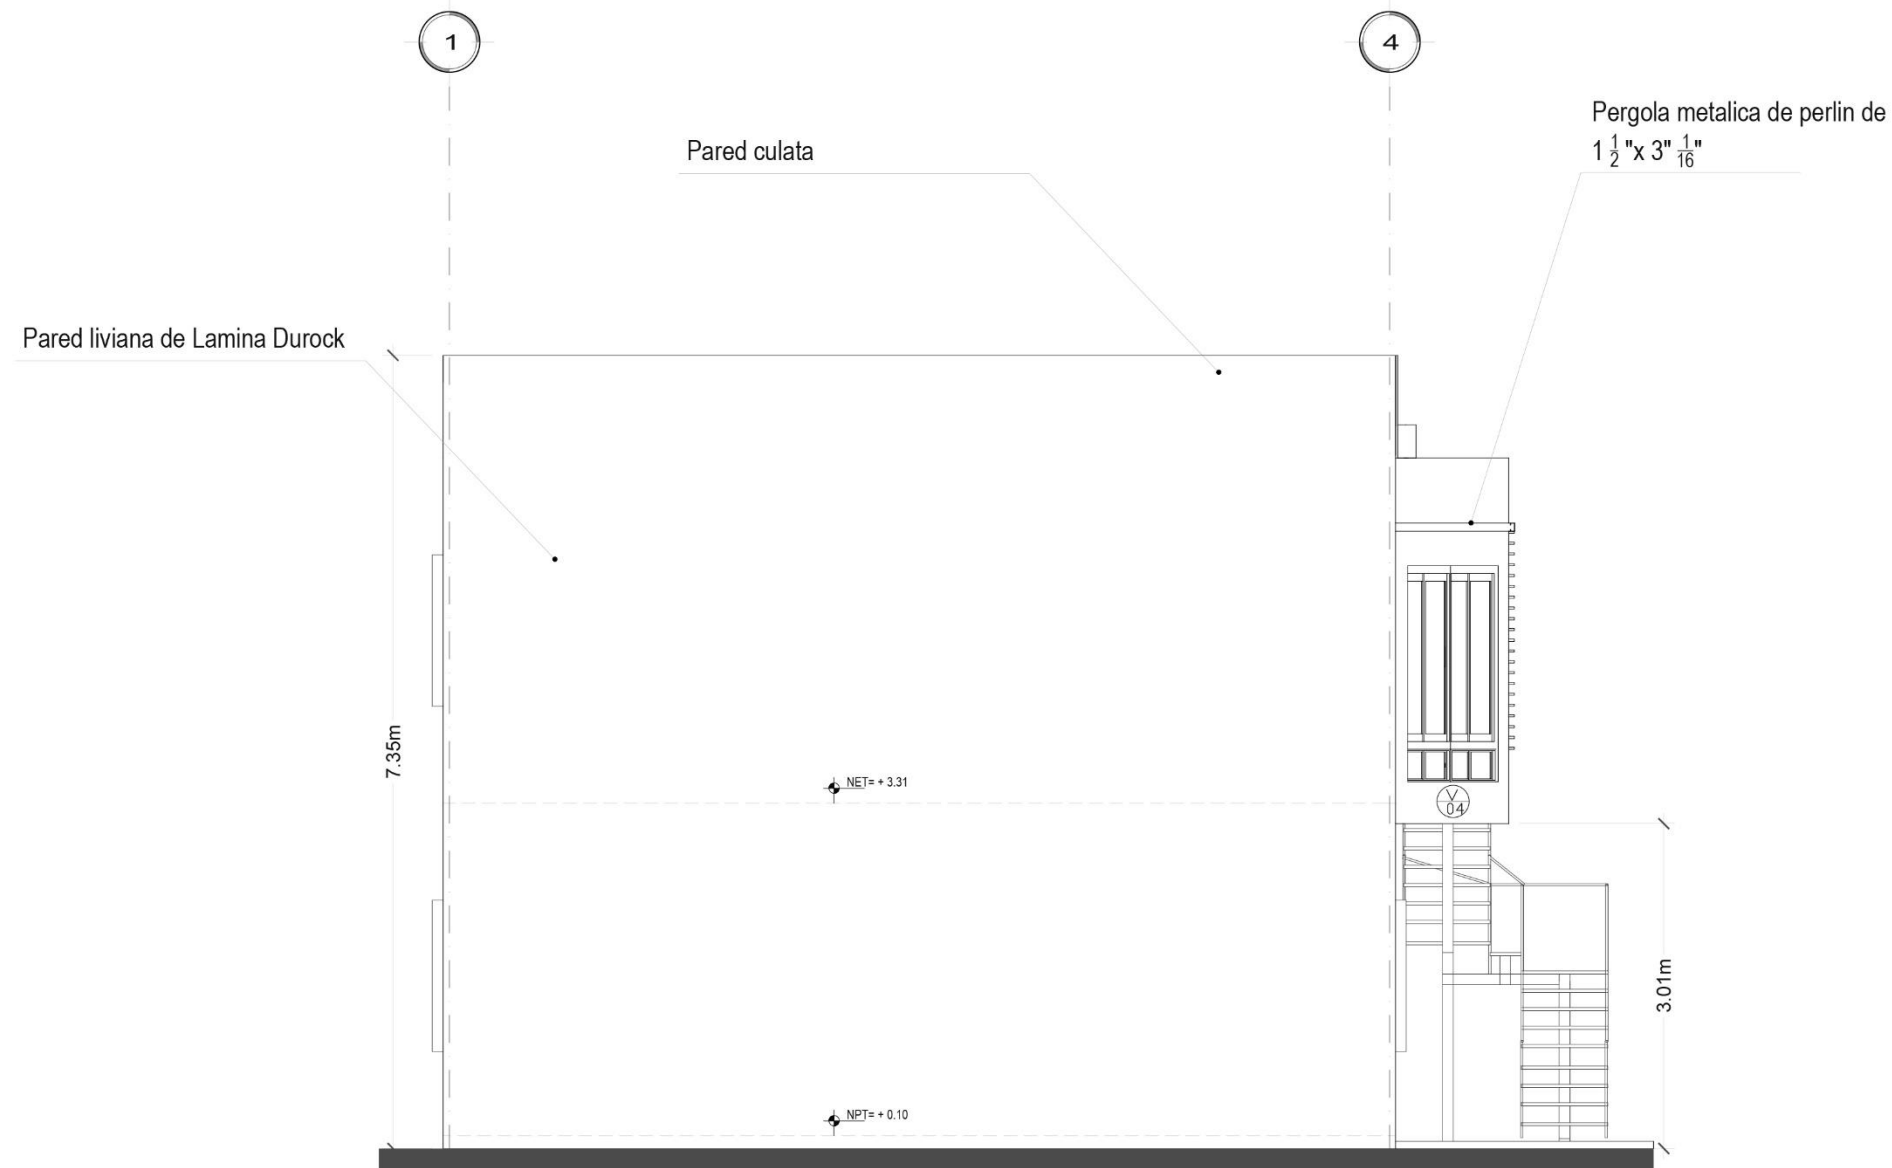 1
4
Pergola metalica de perlin de
1 1/2 "x 3" 1/16"
Pared culata
Pared liviana de Lamina Durock
7.35m
NET= + 3.31
V
04
3.01m
NPT= + 0.10